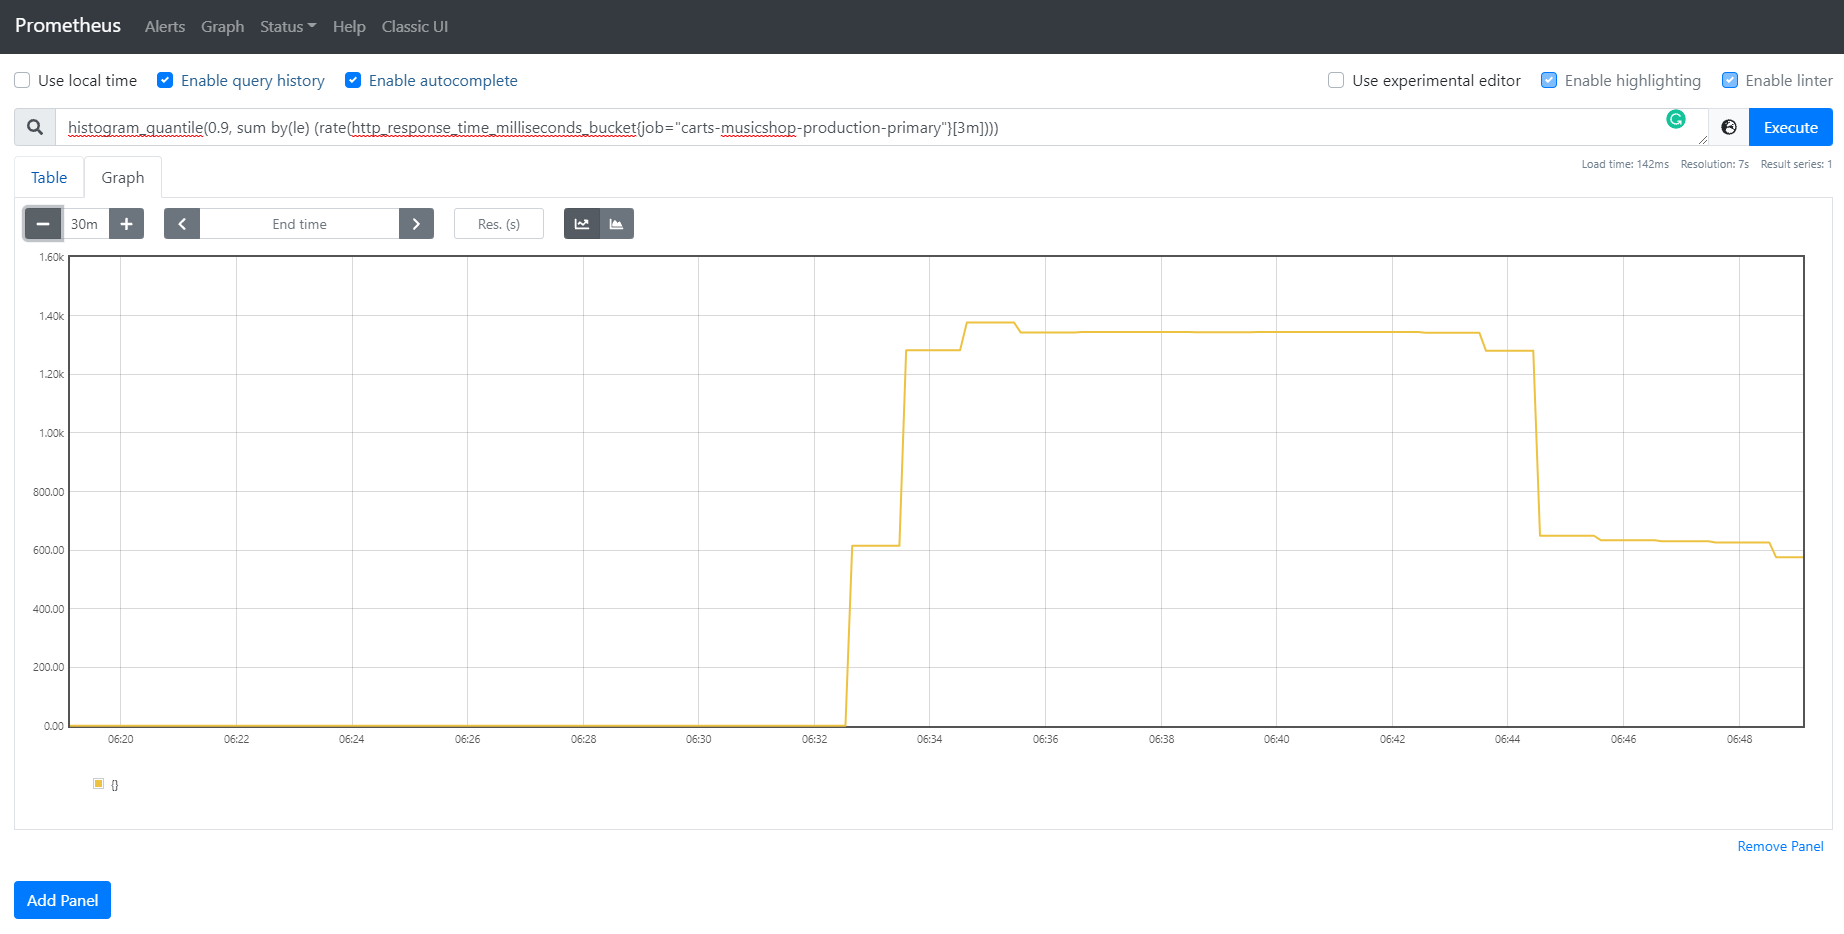 Prometheus Alerts Graph Status Help Classic UI
Use local time Enable query history Enable autocomplete Use experimental editor Enable highlighting Enable linter
histogram_quantile(0.9, sum by(le) (rate(http_response_time_milliseconds_bucket{job="carts-musicshop-production-primary"}[3m]))) Execute
Load time: 142ms Resolution: 7s Result series: 1
Table Graph
30m End time Res. (s)
1.60k
1.40k
1.20k
1.00k
800.00
600.00
400.00
200.00
0.00
06:20 06:22 06:24 06:26 06:28 06:30 06:32 06:34 06:36 06:38 06:40 06:42 06:44 06:46 06:48
{}
Remove Panel
Add Panel